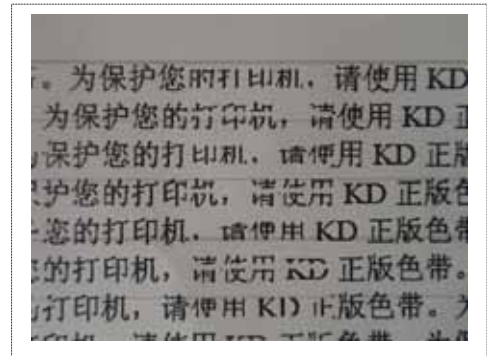 。为保护您的打印机，请使用 KD
为保护您的打印机，请使用 KD
保护您的打印机，请使用 KD 正版
护您的打印机，请使用 KD 正版色
您的打印机，请使用 KD 正版色带
的打印机，请使用 KD 正版色带。
打印机，请使用 KD 正版色带。为